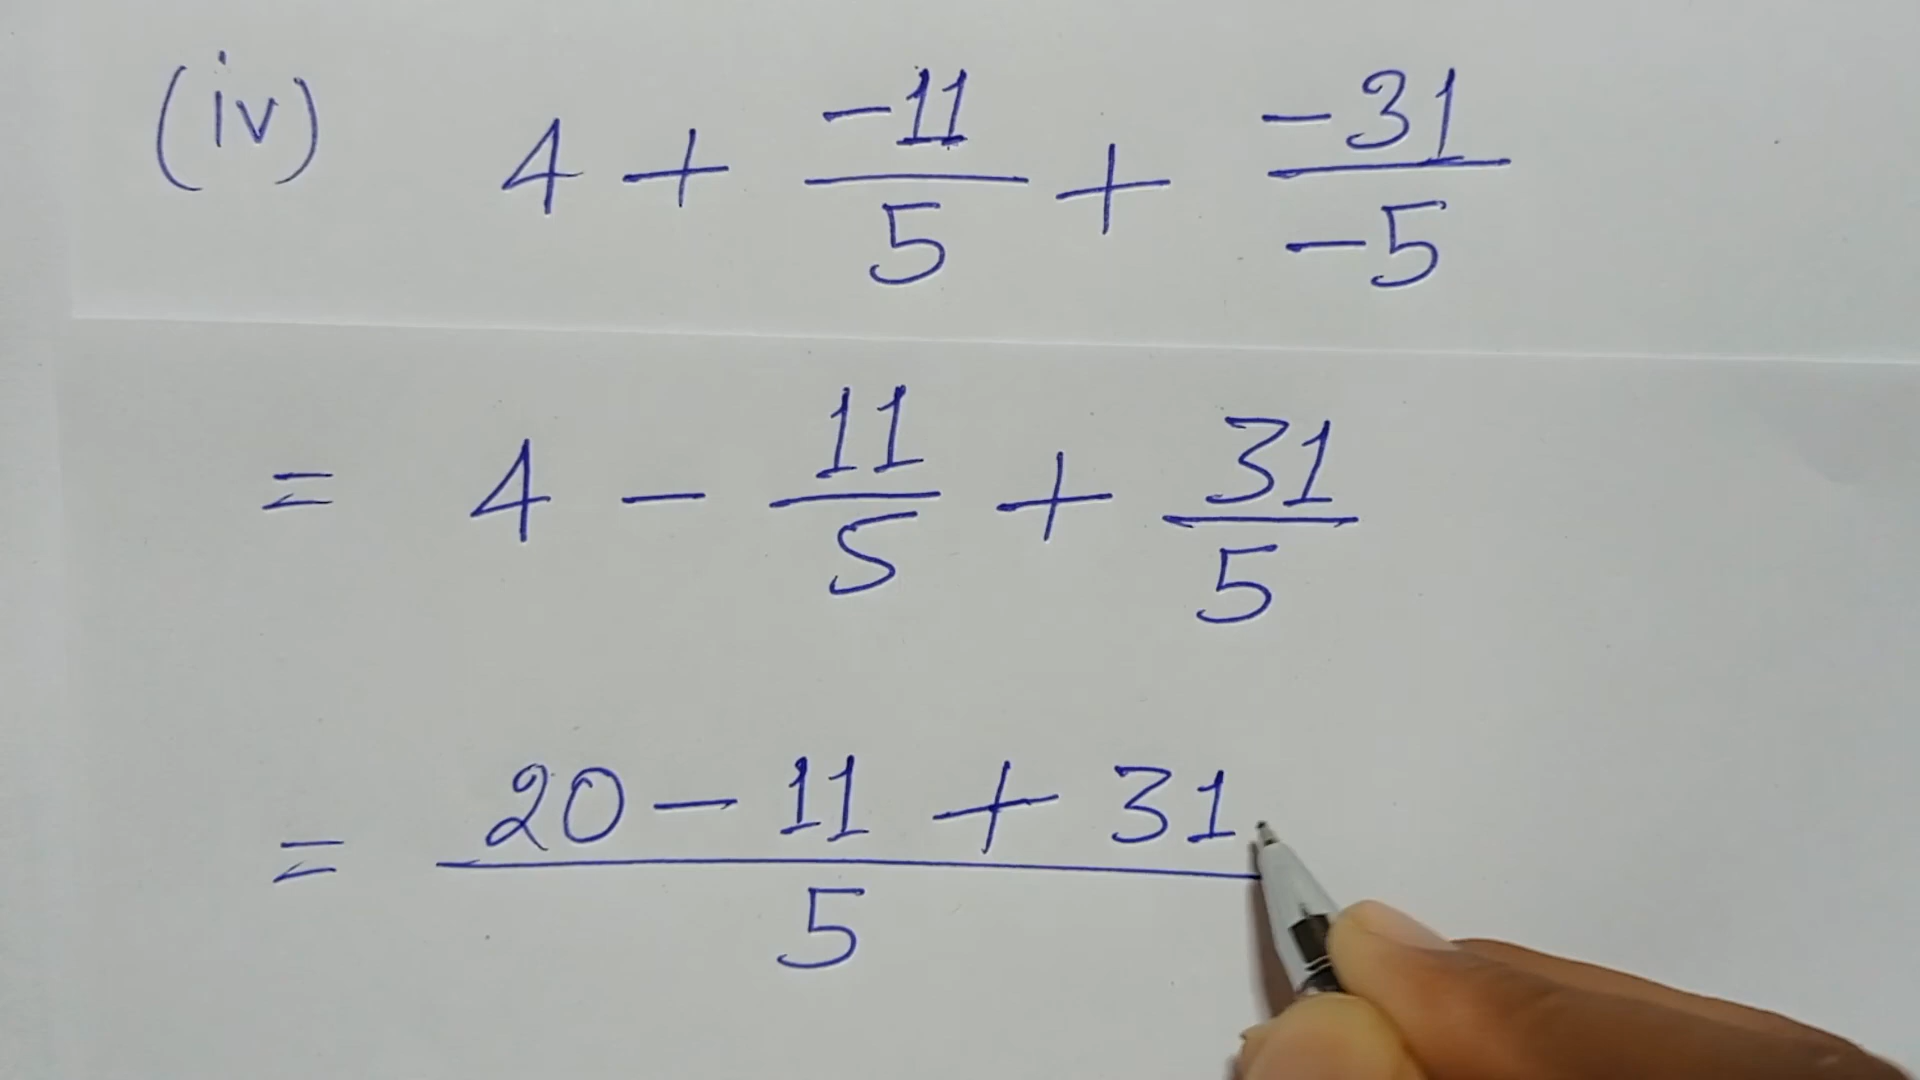 (iv) 4 + -11/5 + -31/-5
= 4 - 11/5 + 31/5
= 20 - 11 + 31/5